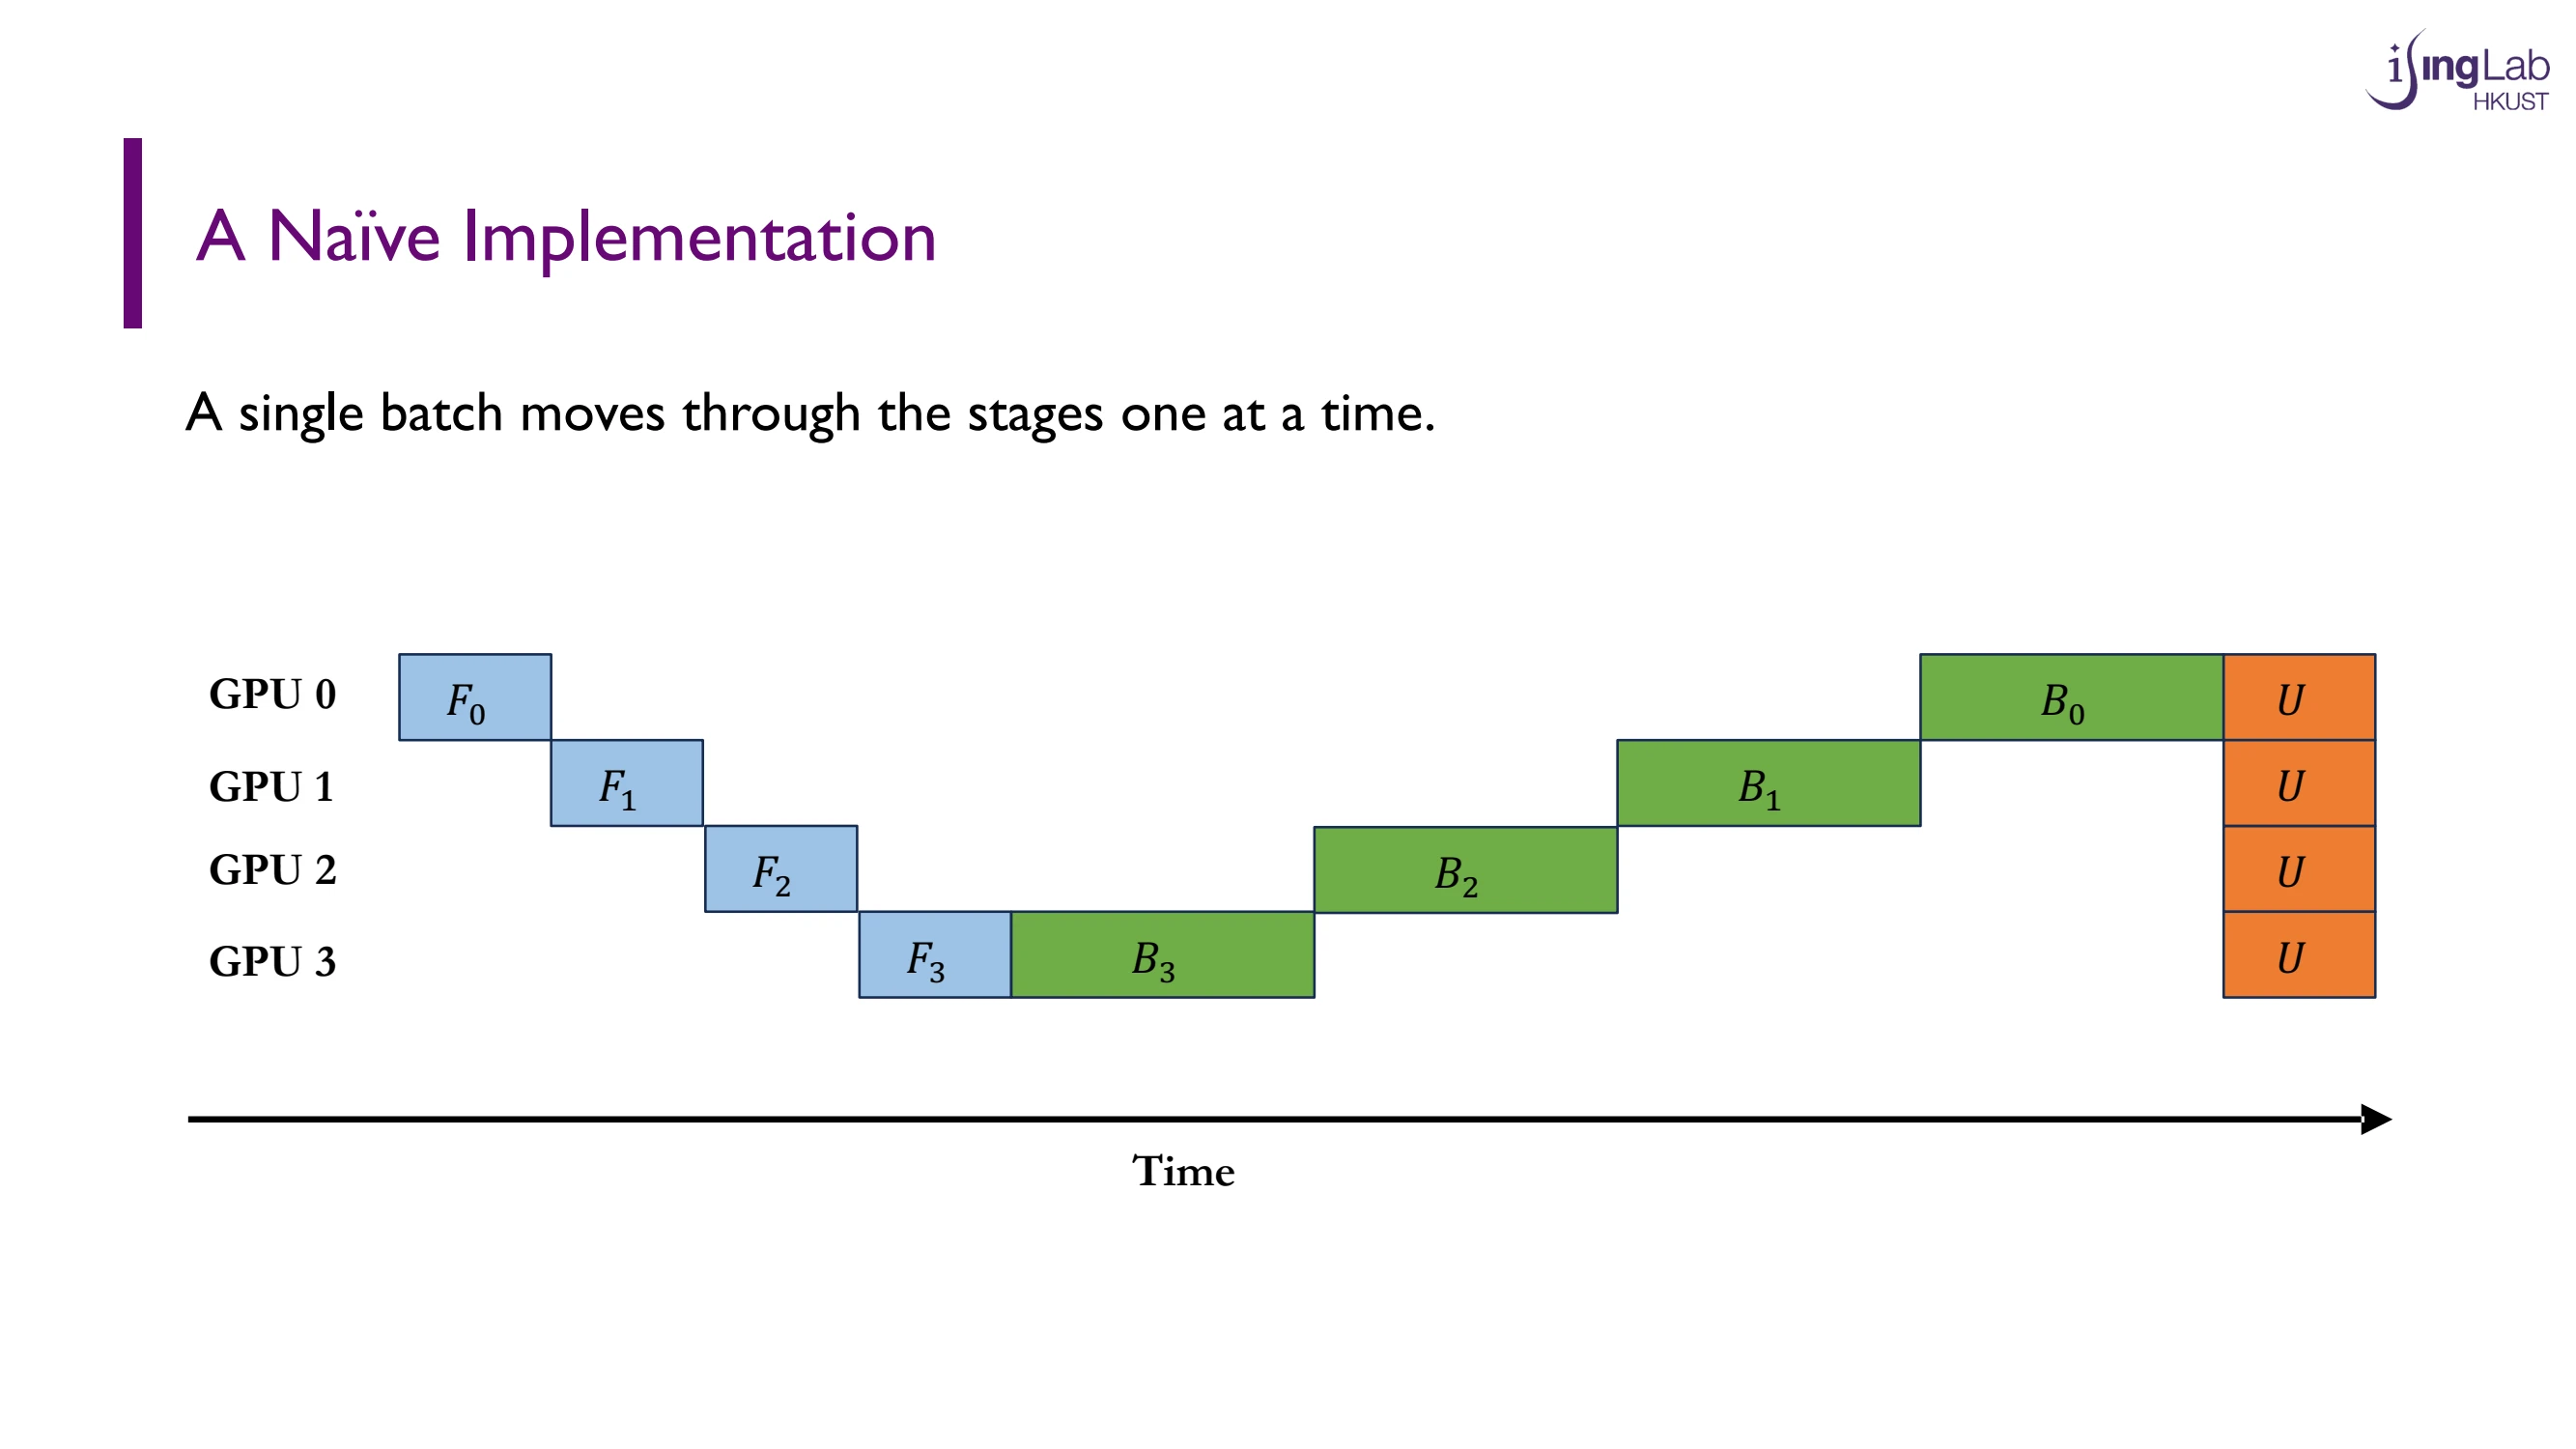 isingLab
HKUST
A Naïve Implementation
A single batch moves through the stages one at a time.
GPU 0 F₀ B₀ U
GPU 1 F₁ B₁ U
GPU 2 F₂ B₂ U
GPU 3 F₃ B₃ U
Time